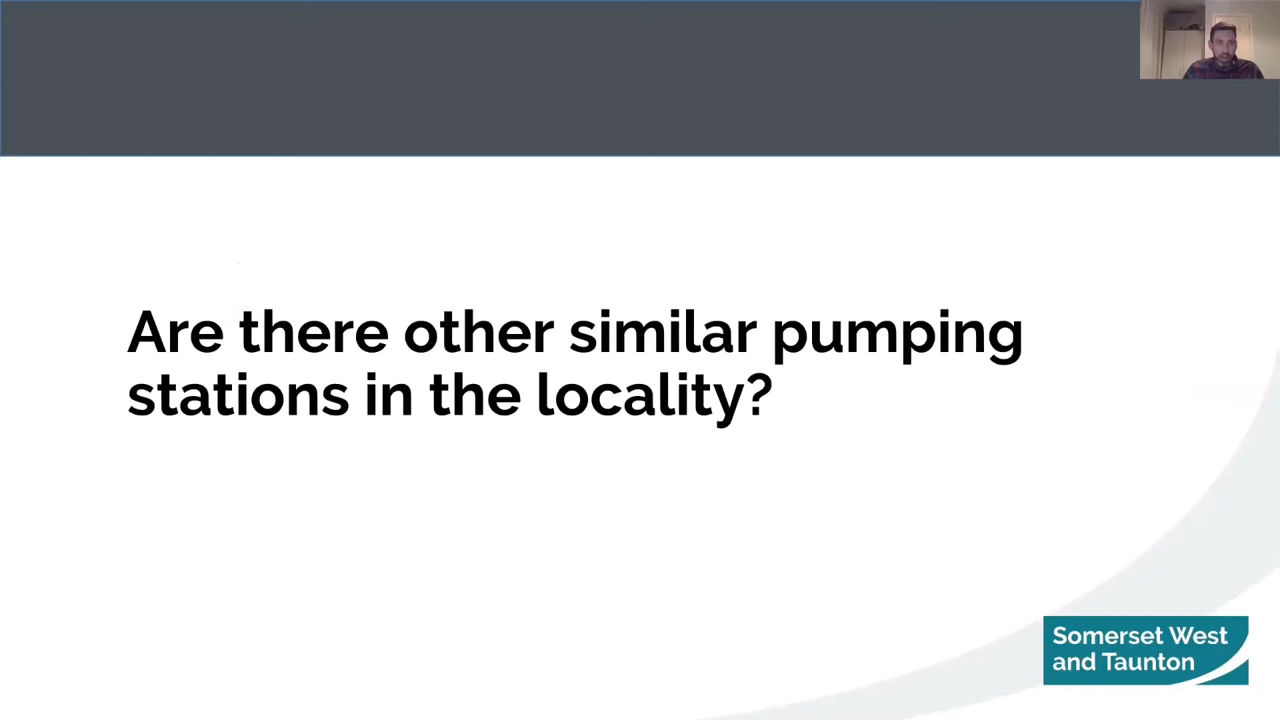 Are there other similar pumping
stations in the locality?
Somerset West
and Taunton